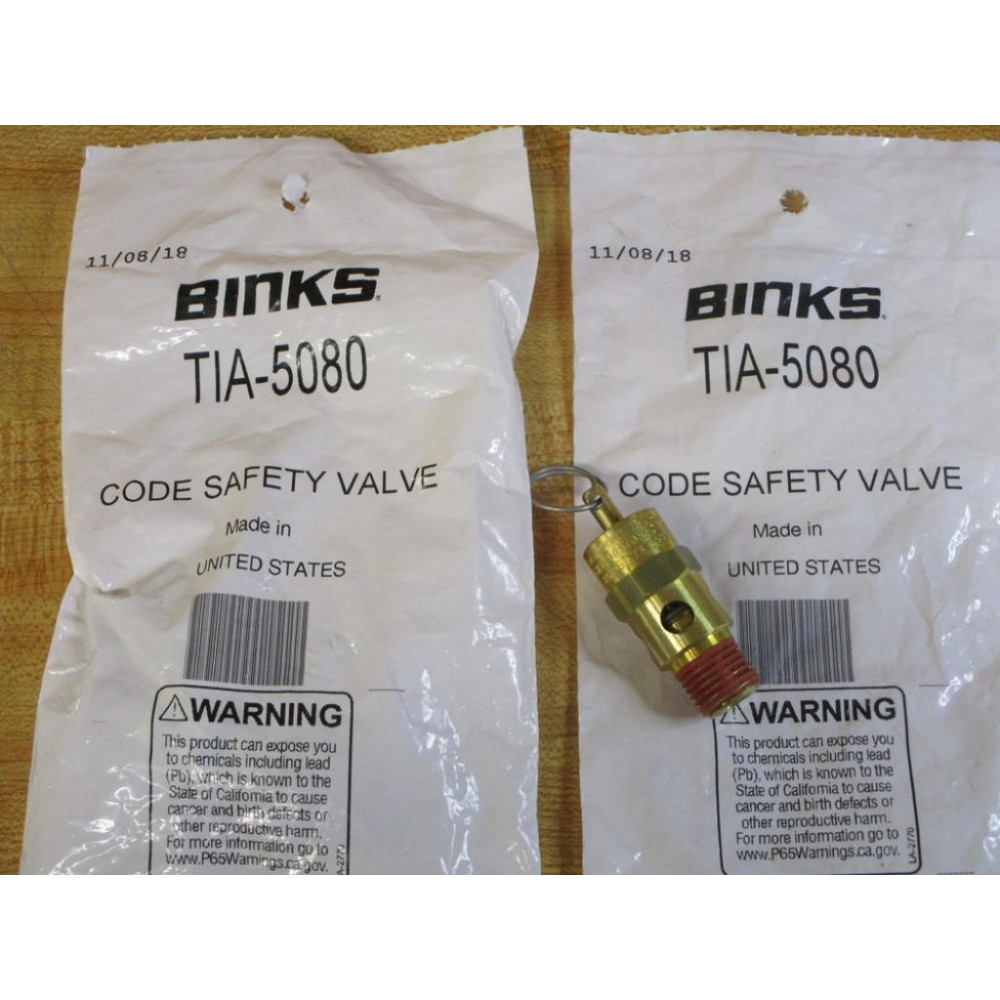 11/08/18
BINKS
TIA-5080
CODE SAFETY VALVE
Made in
UNITED STATES
WARNING
This product can expose you
to chemicals including lead
(Pb), which is known to the
State of California to cause
cancer and birth defects or
other reproductive harm.
For more information go to
www.P65Warnings.ca.gov.
A-2770
11/08/18
BINKS
TIA-5080
CODE SAFETY VALVE
Made in
UNITED STATES
WARNING
This product can expose you
to chemicals including lead
(Pb), which is known to the
State of California to cause
cancer and birth defects or
other reproductive harm.
For more information go to
www.P65Warnings.ca.gov.
LA-2770